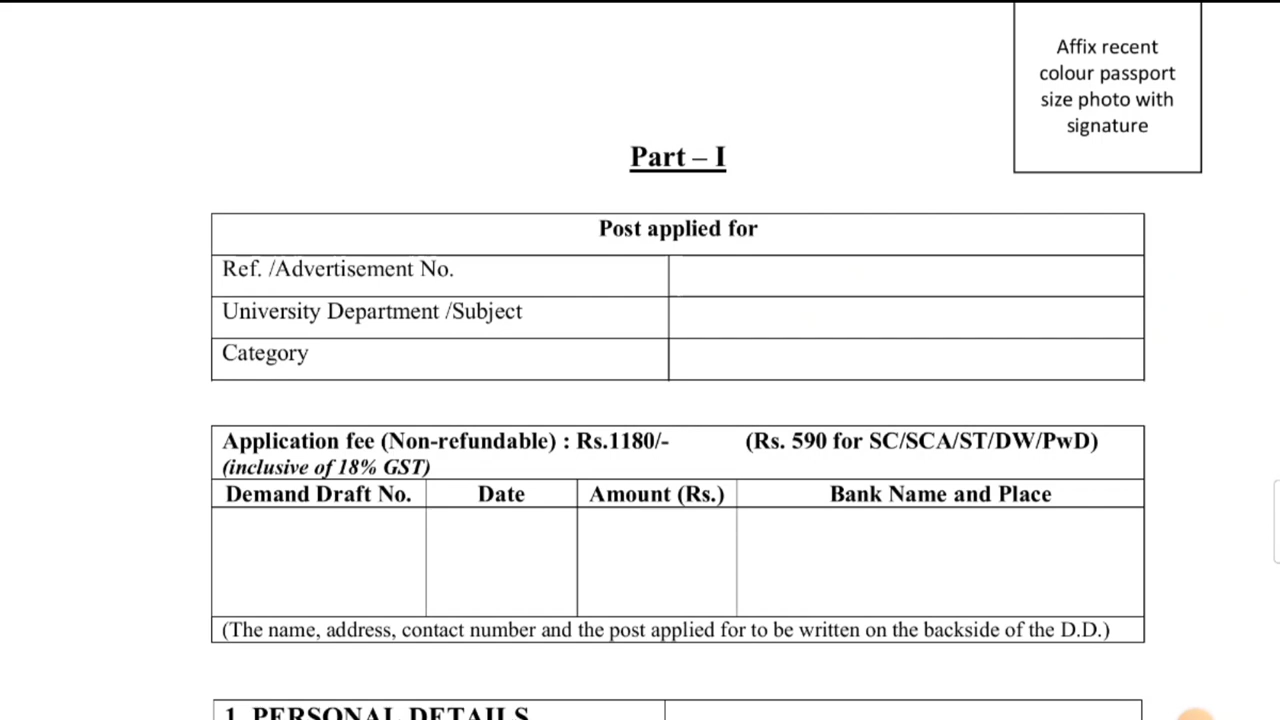 Affix recent
colour passport
size photo with
signature
Part – I
Post applied for
Ref. /Advertisement No.
University Department /Subject
Category
Application fee (Non-refundable) : Rs.1180/- (Rs. 590 for SC/SCA/ST/DW/PwD)
(inclusive of 18% GST)
Demand Draft No. Date Amount (Rs.) Bank Name and Place
(The name, address, contact number and the post applied for to be written on the backside of the D.D.)
1. PERSONAL DETAILS